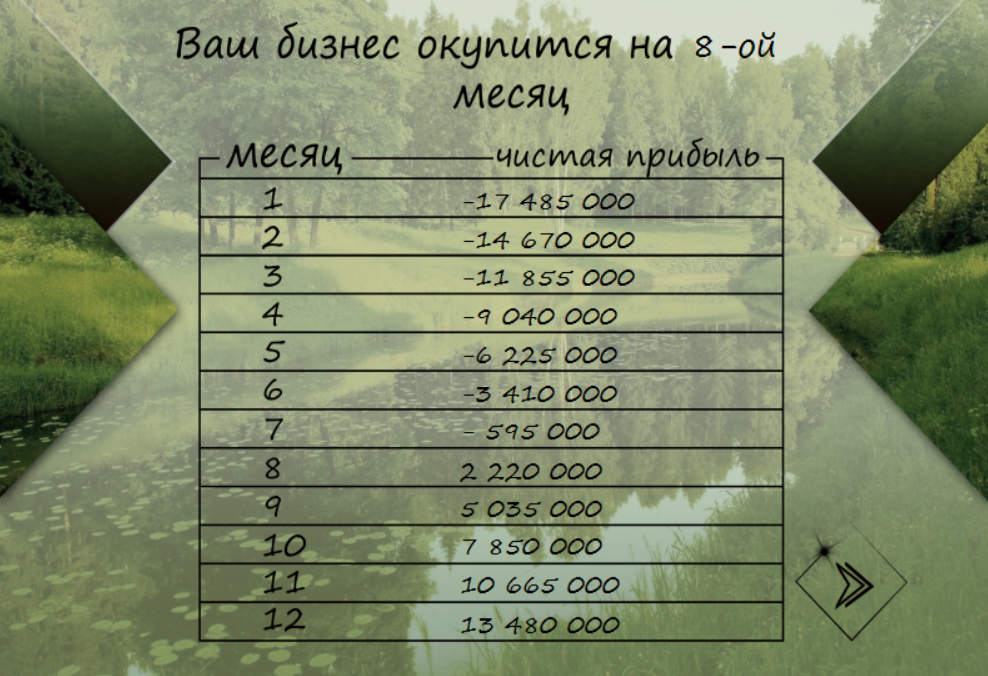 Ваш бизнес окупится на 8-ой
месяц
месяц чистая прибыль
1 -17 485 000
2 -14 670 000
3 -11 855 000
4 -9 040 000
5 -6 225 000
6 -3 410 000
7 - 595 000
8 2 220 000
9 5 035 000
10 7 850 000
11 10 665 000
12 13 480 000